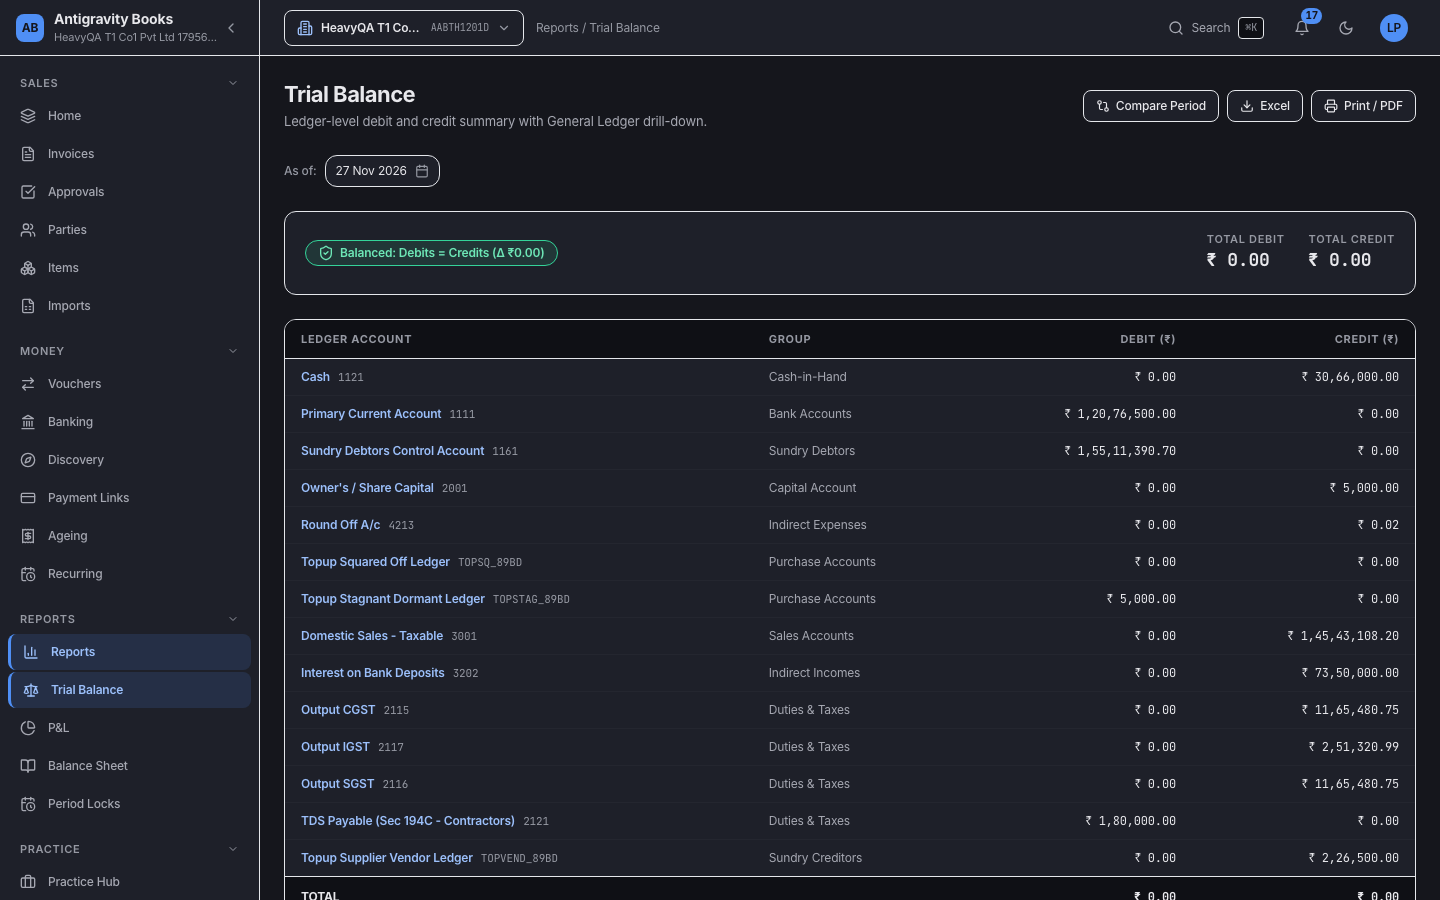 AB
Antigravity Books
HeavyQA T1 Co1 Pvt Ltd 17956...
HeavyQA T1 Co... AABTH1201D
Reports / Trial Balance
Search ⌘K
17
LP
SALES
Home
Invoices
Approvals
Parties
Items
Imports
MONEY
Vouchers
Banking
Discovery
Payment Links
Ageing
Recurring
REPORTS
Reports
Trial Balance
P&L
Balance Sheet
Period Locks
PRACTICE
Practice Hub
Trial Balance
Ledger-level debit and credit summary with General Ledger drill-down.
Compare Period
Excel
Print / PDF
As of: 27 Nov 2026
Balanced: Debits = Credits (Δ ₹0.00)
TOTAL DEBIT TOTAL CREDIT
₹ 0.00 ₹ 0.00
LEDGER ACCOUNT GROUP DEBIT (₹) CREDIT (₹)
Cash 1121 Cash-in-Hand ₹ 0.00 ₹ 30,66,000.00
Primary Current Account 1111 Bank Accounts ₹ 1,20,76,500.00 ₹ 0.00
Sundry Debtors Control Account 1161 Sundry Debtors ₹ 1,55,11,390.70 ₹ 0.00
Owner's / Share Capital 2001 Capital Account ₹ 0.00 ₹ 5,000.00
Round Off A/c 4213 Indirect Expenses ₹ 0.00 ₹ 0.02
Topup Squared Off Ledger TOPSQ_89BD Purchase Accounts ₹ 0.00 ₹ 0.00
Topup Stagnant Dormant Ledger TOPSTAG_89BD Purchase Accounts ₹ 5,000.00 ₹ 0.00
Domestic Sales - Taxable 3001 Sales Accounts ₹ 0.00 ₹ 1,45,43,108.20
Interest on Bank Deposits 3202 Indirect Incomes ₹ 0.00 ₹ 73,50,000.00
Output CGST 2115 Duties & Taxes ₹ 0.00 ₹ 11,65,480.75
Output IGST 2117 Duties & Taxes ₹ 0.00 ₹ 2,51,320.99
Output SGST 2116 Duties & Taxes ₹ 0.00 ₹ 11,65,480.75
TDS Payable (Sec 194C - Contractors) 2121 Duties & Taxes ₹ 1,80,000.00 ₹ 0.00
Topup Supplier Vendor Ledger TOPVEND_89BD Sundry Creditors ₹ 0.00 ₹ 2,26,500.00
TOTAL ₹ 0.00 ₹ 0.00